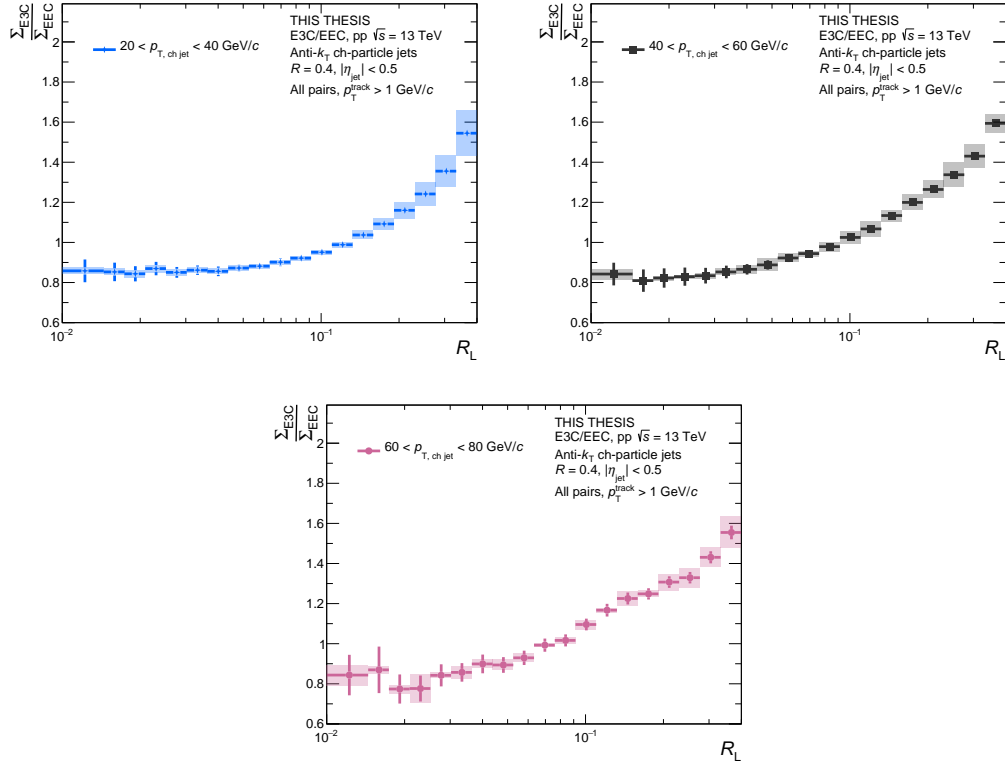 Σ_E3C / Σ_EEC
2
1.8
1.6
1.4
1.2
1
0.8
0.6
20 < p_T, ch jet < 40 GeV/c
THIS THESIS
E3C/EEC, pp √s = 13 TeV
Anti-k_T ch-particle jets
R = 0.4, |η_jet| < 0.5
All pairs, p_T^track > 1 GeV/c
10⁻² 10⁻¹
R_L
Σ_E3C / Σ_EEC
2
1.8
1.6
1.4
1.2
1
0.8
0.6
40 < p_T, ch jet < 60 GeV/c
THIS THESIS
E3C/EEC, pp √s = 13 TeV
Anti-k_T ch-particle jets
R = 0.4, |η_jet| < 0.5
All pairs, p_T^track > 1 GeV/c
10⁻² 10⁻¹
R_L
Σ_E3C / Σ_EEC
2
1.8
1.6
1.4
1.2
1
0.8
0.6
60 < p_T, ch jet < 80 GeV/c
THIS THESIS
E3C/EEC, pp √s = 13 TeV
Anti-k_T ch-particle jets
R = 0.4, |η_jet| < 0.5
All pairs, p_T^track > 1 GeV/c
10⁻² 10⁻¹
R_L